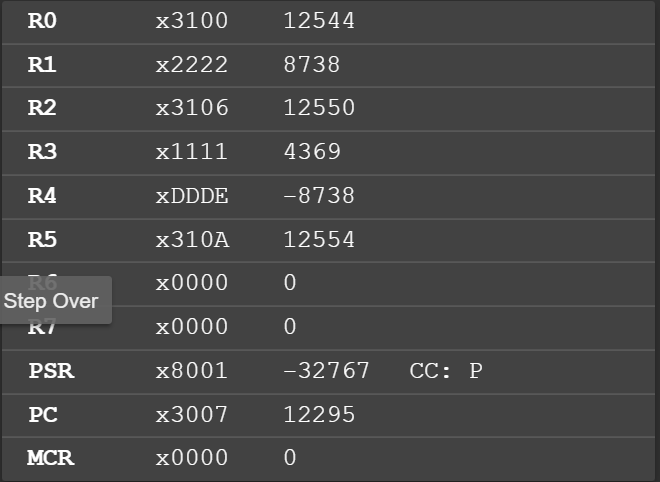 R0 x3100 12544
R1 x2222 8738
R2 x3106 12550
R3 x1111 4369
R4 xDDDE −8738
R5 x310A 12554
R6 x0000 0
Step Over
R7 x0000 0
PSR x8001 −32767 CC: P
PC x3007 12295
MCR x0000 0